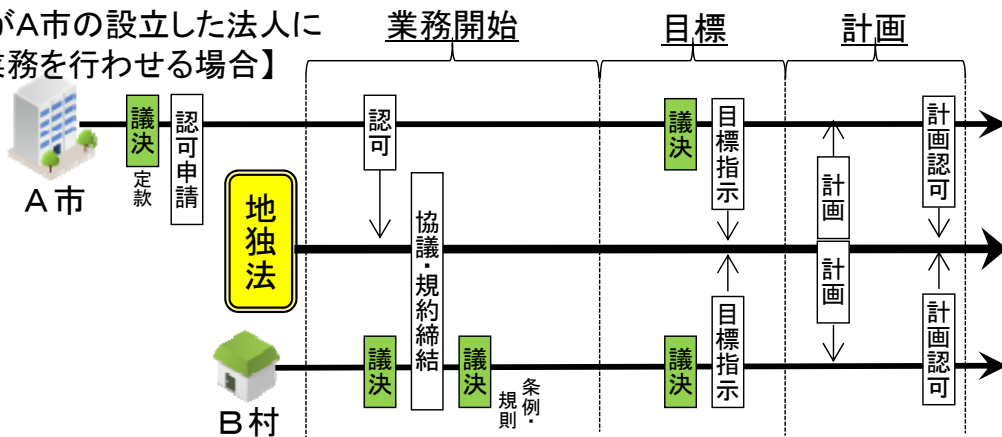 がA市の設立した法人に
業務を行わせる場合】
業務開始
目標
計画
議決
定款
認可申請
認可
議決
目標指示
計画
計画認可
A市
地独法
協議・規約締結
計画
議決
議決
条例・
規則
議決
目標指示
計画認可
B村